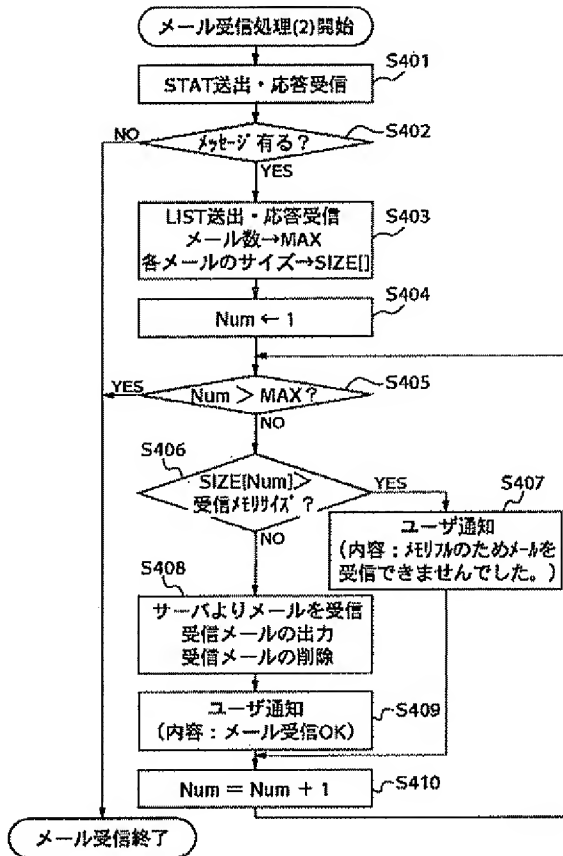 メール受信処理(2)開始
S401
STAT送出・応答受信
S402
NO
メッセージ有る？
YES
LIST送出・応答受信
メール数→MAX
各メールのサイズ→SIZE[]
S403
S404
Num ← 1
S405
YES
Num ＞ MAX？
NO
S406
SIZE[Num]＞
受信メモリサイズ？
YES
NO
S407
ユーザ通知
(内容：メモリフルのためメールを
受信できませんでした。)
S408
サーバよりメールを受信
受信メールの出力
受信メールの削除
ユーザ通知
(内容：メール受信OK)
S409
Num = Num + 1
S410
メール受信終了